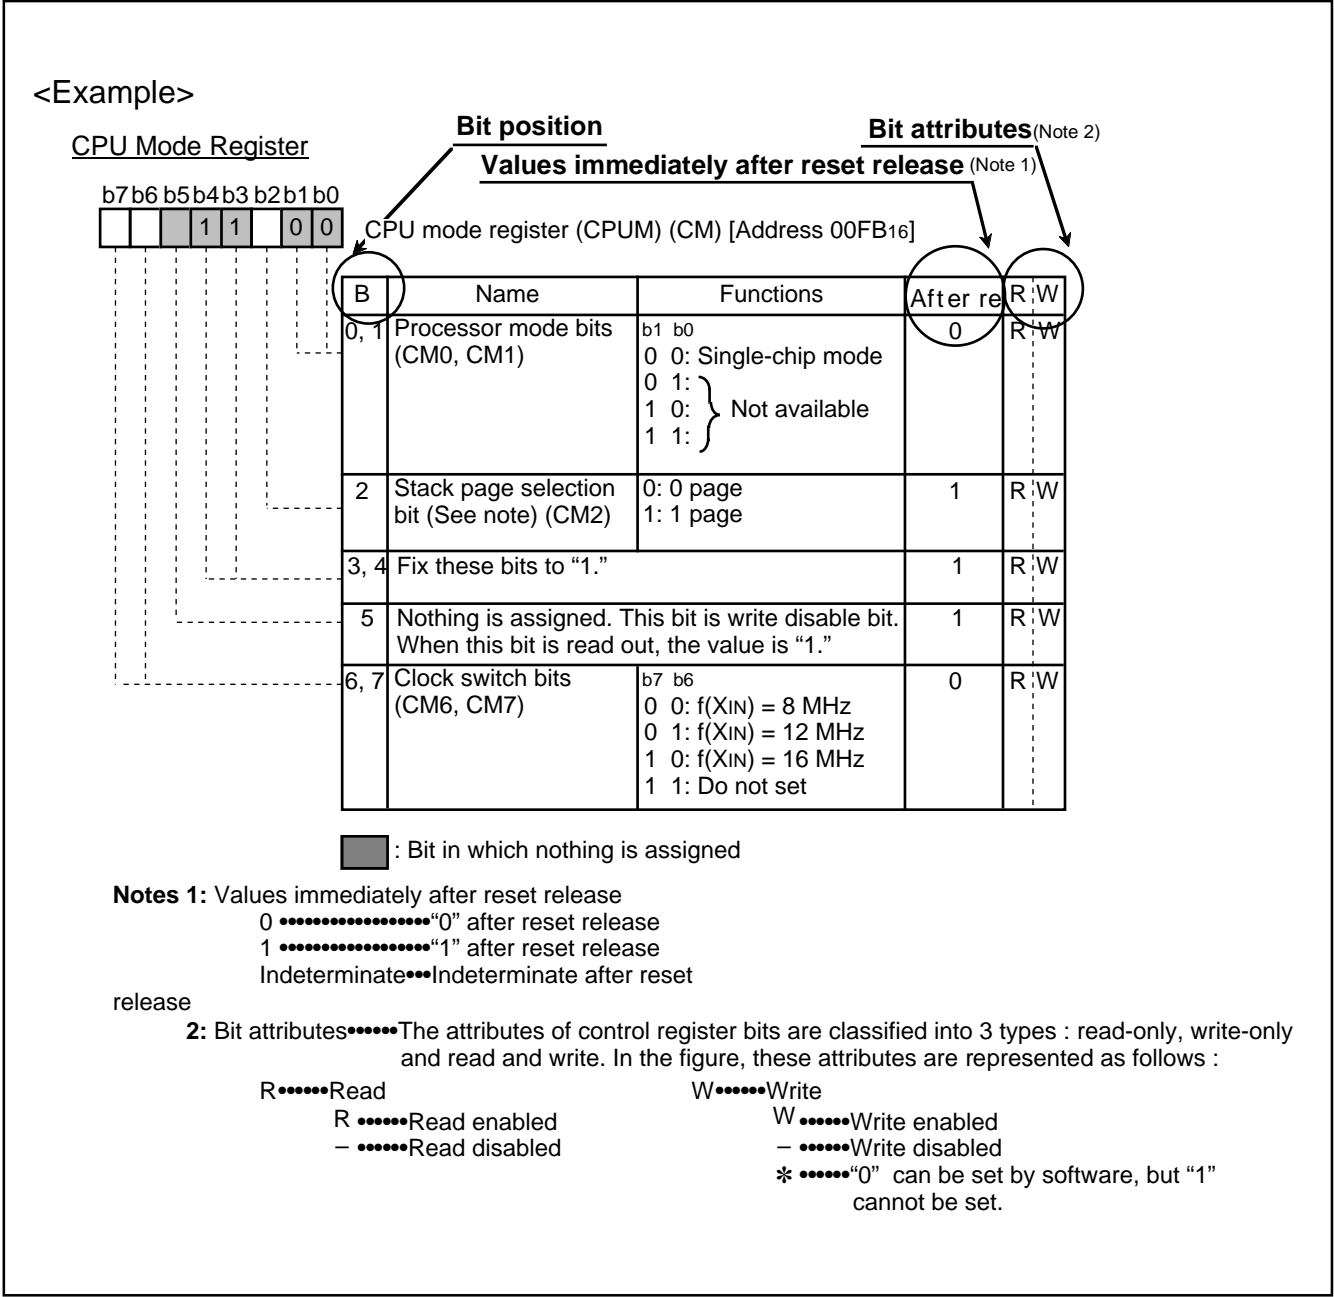 <Example>
Bit position
Bit attributes(Note 2)
CPU Mode Register
Values immediately after reset release (Note 1)
b7 b6 b5 b4 b3 b2 b1 b0
1 1 0 0
CPU mode register (CPUM) (CM) [Address 00FB16]
B Name Functions After re R W
0, 1 Processor mode bits b1 b0 0 R W
(CM0, CM1) 0 0: Single-chip mode
0 1:
1 0: Not available
1 1:
2 Stack page selection 0: 0 page 1 R W
bit (See note) (CM2) 1: 1 page
3, 4 Fix these bits to “1.” 1 R W
5 Nothing is assigned. This bit is write disable bit. 1 R W
When this bit is read out, the value is “1.”
6, 7 Clock switch bits b7 b6 0 R W
(CM6, CM7) 0 0: f(XIN) = 8 MHz
0 1: f(XIN) = 12 MHz
1 0: f(XIN) = 16 MHz
1 1: Do not set
: Bit in which nothing is assigned
Notes 1: Values immediately after reset release
0 ••••••••••••••••••“0” after reset release
1 ••••••••••••••••••“1” after reset release
Indeterminate•••Indeterminate after reset
release
2: Bit attributes••••••The attributes of control register bits are classified into 3 types : read-only, write-only
and read and write. In the figure, these attributes are represented as follows :
R••••••Read W••••••Write
R ••••••Read enabled W ••••••Write enabled
– ••••••Read disabled – ••••••Write disabled
✻ ••••••“0” can be set by software, but “1”
cannot be set.